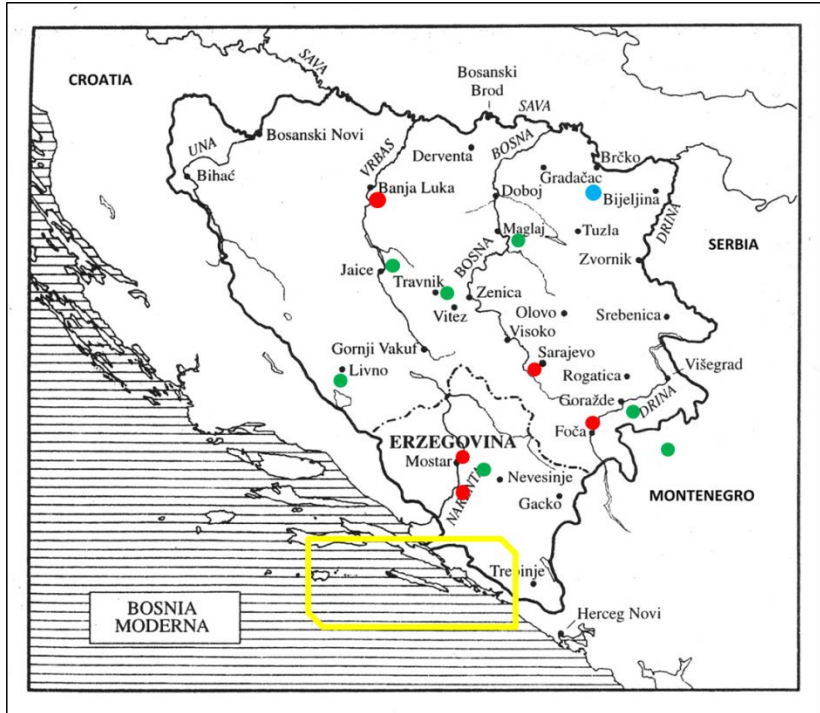 CROATIA
SAVA
Bosanski
Brod
SAVA
UNA
Bosanski Novi
VRBAS
Derventa
BOSNA
Brčko
Gradačac
Bihać
Banja Luka
Doboj
Bijeljina
DRINA
Maglaj
Tuzla
SERBIA
BOSNA
Zvornik
Jaice
Travnik
Zenica
Vitez
Olovo
Srebenica
Visoko
Gornji Vakuf
Sarajevo
Višegrad
Livno
Rogatica
Goražde
DRINA
Foča
ERZEGOVINA
Mostar
Nevesinje
NARENTA
Gacko
MONTENEGRO
Trebinje
BOSNIA
MODERNA
Herceg Novi